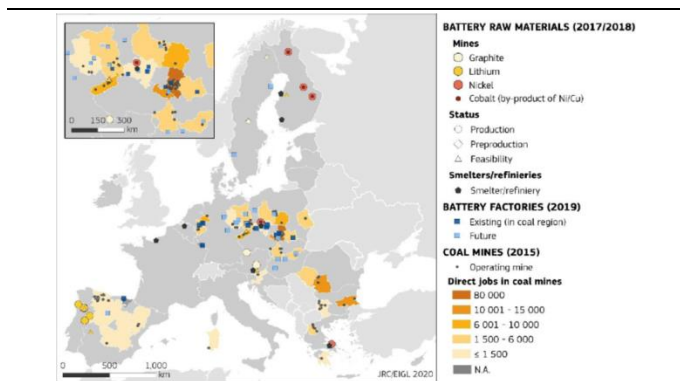 BATTERY RAW MATERIALS (2017/2018)
Mines
Graphite
Lithium
Nickel
Cobalt (by-product of Ni/Cu)
Status
Production
Preproduction
Feasibility
Smelters/refinieries
Smelter/refiniery
BATTERY FACTORIES (2019)
Existing (in coal region)
Future
COAL MINES (2015)
Operating mine
Direct jobs in coal mines
80 000
10 001 - 15 000
6 001 - 10 000
1 500 - 6 000
≤ 1 500
N.A.
0 150 300
km
0 500 1,000
km
JRC/EIGL 2020